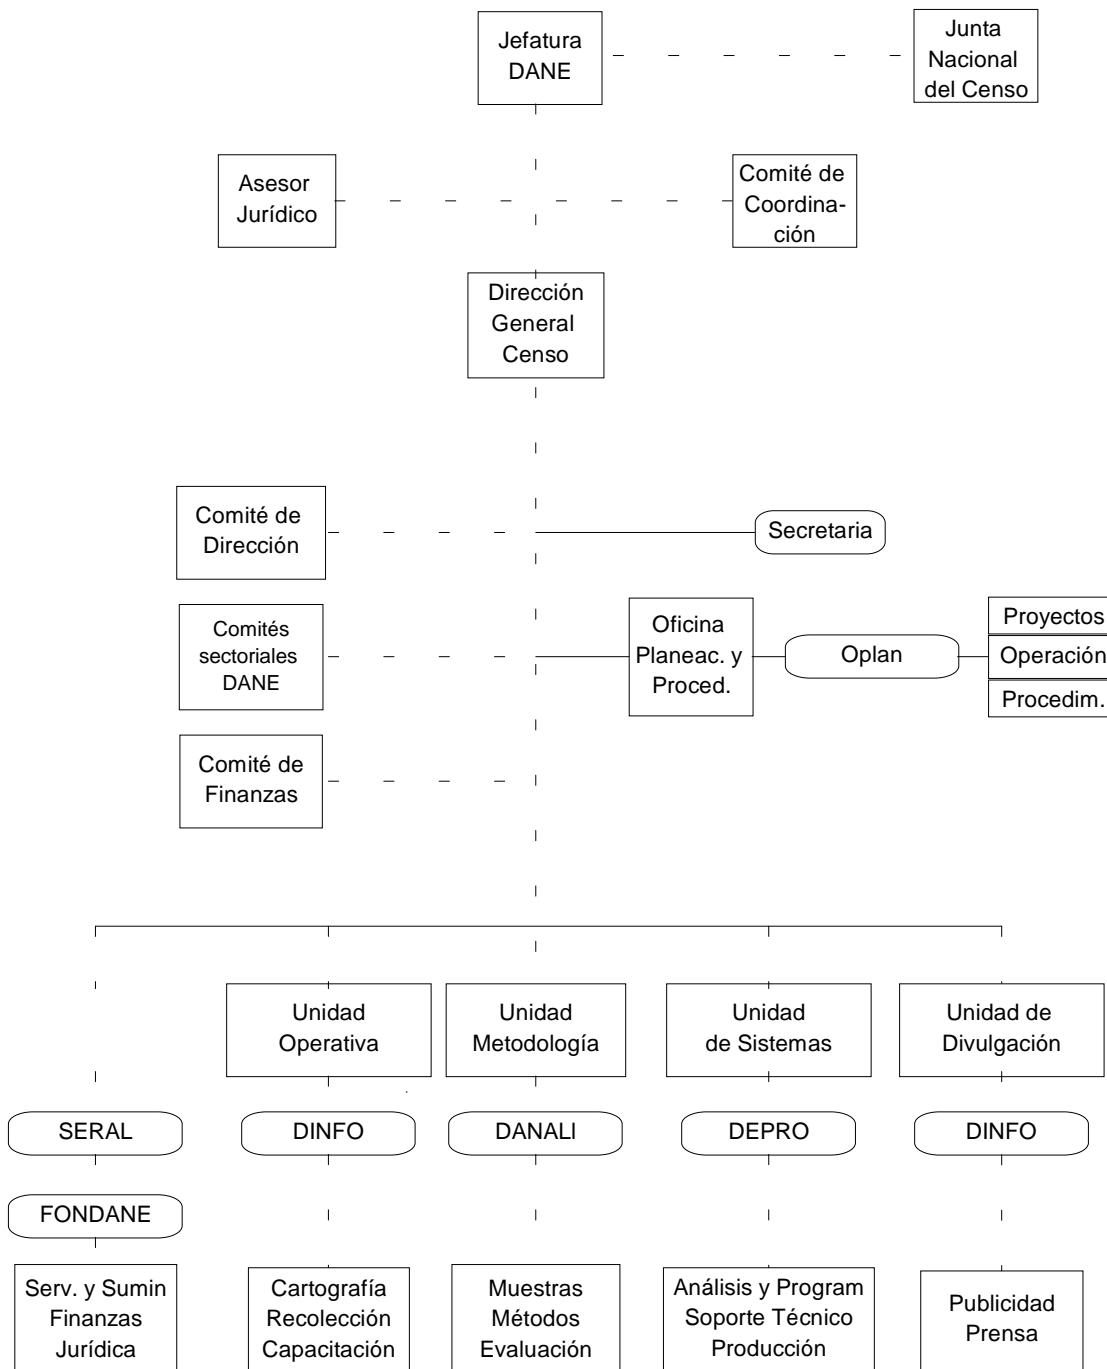 Jefatura
DANE
Junta
Nacional
del Censo
Asesor
Jurídico
Comité de
Coordina-
ción
Dirección
General
Censo
Comité de
Dirección
Secretaria
Comités
sectoriales
DANE
Oficina
Planeac. y
Proced.
Oplan
Proyectos
Operación
Procedim.
Comité de
Finanzas
Unidad
Operativa
Unidad
Metodología
Unidad
de Sistemas
Unidad de
Divulgación
SERAL
DINFO
DANALI
DEPRO
DINFO
FONDANE
Serv. y Sumin
Finanzas
Jurídica
Cartografía
Recolección
Capacitación
Muestras
Métodos
Evaluación
Análisis y Program
Soporte Técnico
Producción
Publicidad
Prensa